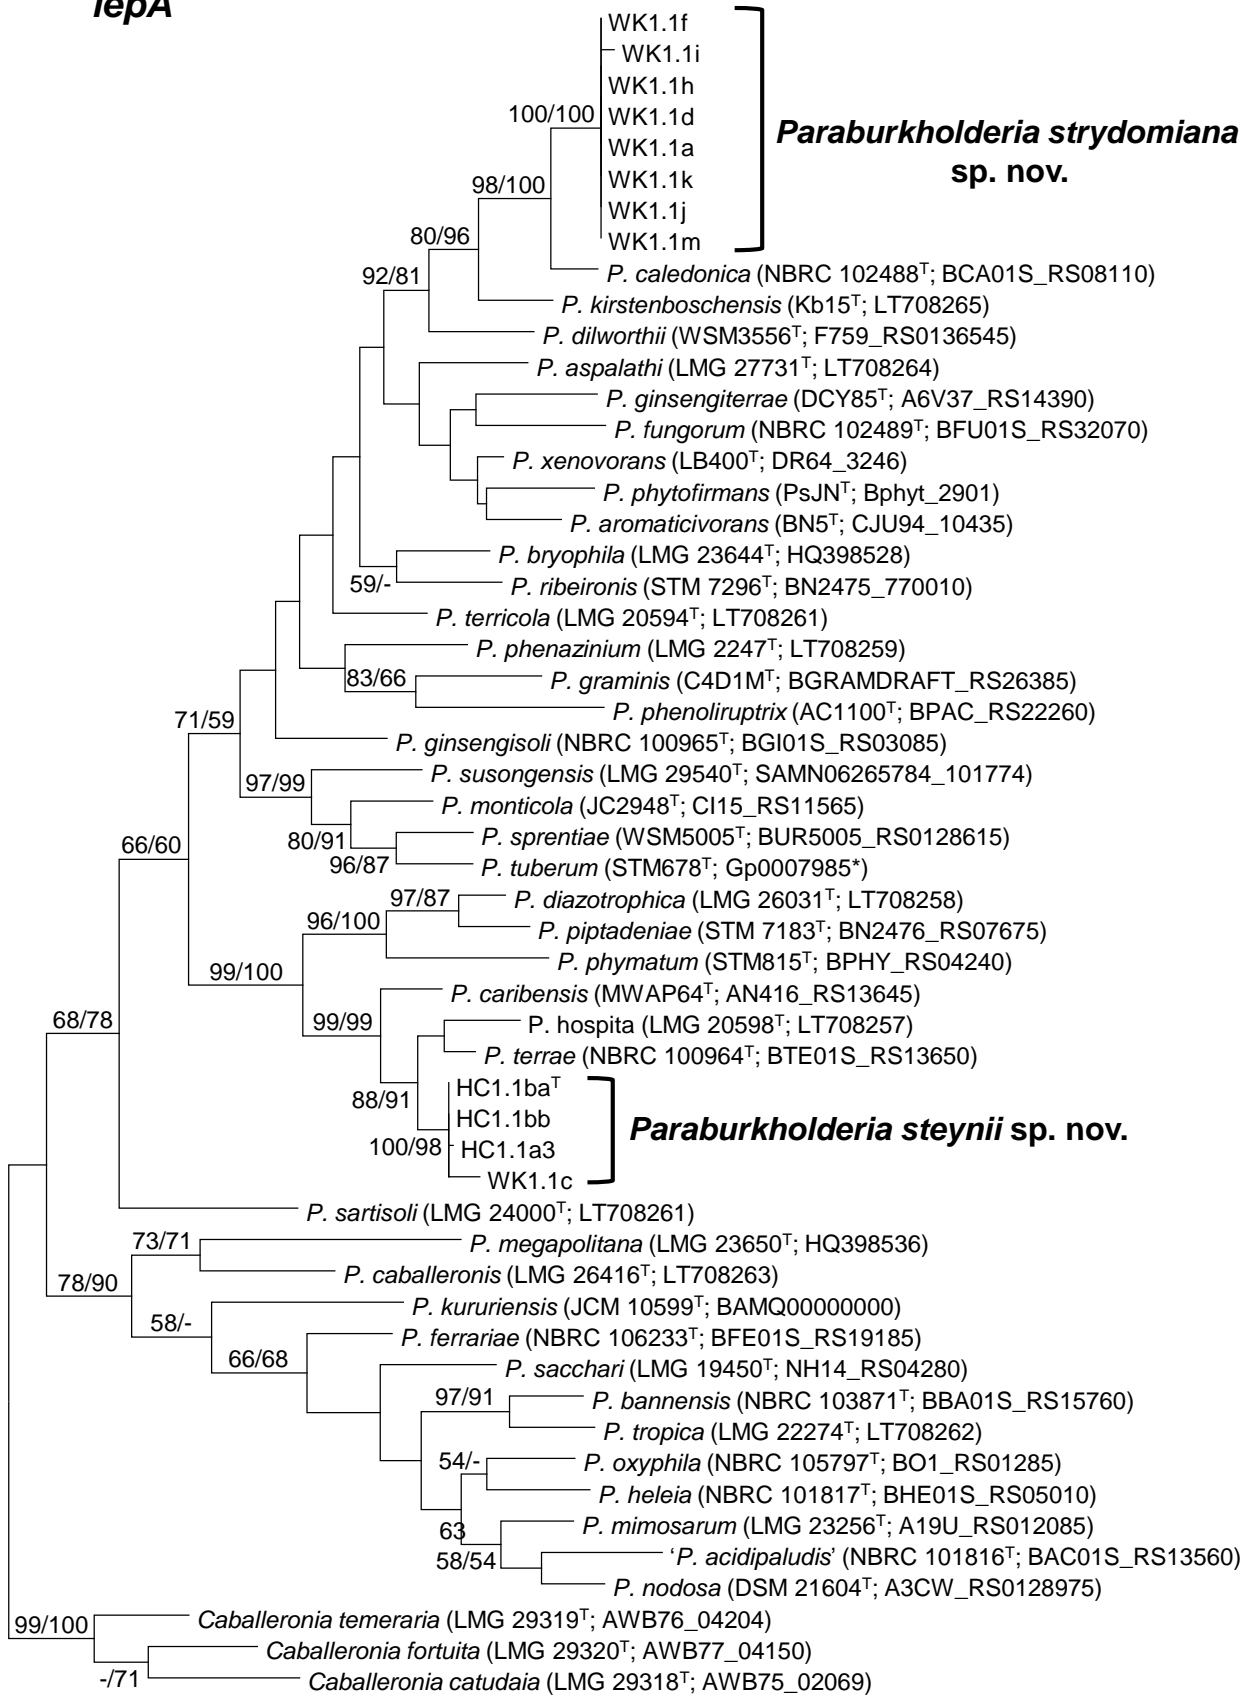 lepA
WK1.1f
WK1.1i
WK1.1h
100/100
WK1.1d
Paraburkholderia strydomiana
WK1.1a
sp. nov.
98/100
WK1.1k
WK1.1j
80/96
WK1.1m
92/81
P. caledonica (NBRC 102488ᵀ; BCA01S_RS08110)
P. kirstenboschensis (Kb15ᵀ; LT708265)
P. dilworthii (WSM3556ᵀ; F759_RS0136545)
P. aspalathi (LMG 27731ᵀ; LT708264)
P. ginsengiterrae (DCY85ᵀ; A6V37_RS14390)
P. fungorum (NBRC 102489ᵀ; BFU01S_RS32070)
P. xenovorans (LB400ᵀ; DR64_3246)
P. phytofirmans (PsJNᵀ; Bphyt_2901)
P. aromaticivorans (BN5ᵀ; CJU94_10435)
P. bryophila (LMG 23644ᵀ; HQ398528)
59/-
P. ribeironis (STM 7296ᵀ; BN2475_770010)
P. terricola (LMG 20594ᵀ; LT708261)
P. phenazinium (LMG 2247ᵀ; LT708259)
83/66
P. graminis (C4D1Mᵀ; BGRAMDRAFT_RS26385)
P. phenoliruptrix (AC1100ᵀ; BPAC_RS22260)
71/59
P. ginsengisoli (NBRC 100965ᵀ; BGI01S_RS03085)
97/99
P. susongensis (LMG 29540ᵀ; SAMN06265784_101774)
P. monticola (JC2948ᵀ; CI15_RS11565)
80/91
P. sprentiae (WSM5005ᵀ; BUR5005_RS0128615)
66/60
96/87
P. tuberum (STM678ᵀ; Gp0007985*)
97/87
P. diazotrophica (LMG 26031ᵀ; LT708258)
96/100
P. piptadeniae (STM 7183ᵀ; BN2476_RS07675)
99/100
P. phymatum (STM815ᵀ; BPHY_RS04240)
P. caribensis (MWAP64ᵀ; AN416_RS13645)
68/78
99/99
P. hospita (LMG 20598ᵀ; LT708257)
P. terrae (NBRC 100964ᵀ; BTE01S_RS13650)
HC1.1baᵀ
88/91
HC1.1bb
Paraburkholderia steynii sp. nov.
100/98
HC1.1a3
WK1.1c
P. sartisoli (LMG 24000ᵀ; LT708261)
73/71
P. megapolitana (LMG 23650ᵀ; HQ398536)
78/90
P. caballeronis (LMG 26416ᵀ; LT708263)
58/-
P. kururiensis (JCM 10599ᵀ; BAMQ00000000)
P. ferrariae (NBRC 106233ᵀ; BFE01S_RS19185)
66/68
P. sacchari (LMG 19450ᵀ; NH14_RS04280)
97/91
P. bannensis (NBRC 103871ᵀ; BBA01S_RS15760)
P. tropica (LMG 22274ᵀ; LT708262)
54/-
P. oxyphila (NBRC 105797ᵀ; BO1_RS01285)
P. heleia (NBRC 101817ᵀ; BHE01S_RS05010)
63
P. mimosarum (LMG 23256ᵀ; A19U_RS012085)
58/54
‘P. acidipaludis’ (NBRC 101816ᵀ; BAC01S_RS13560)
P. nodosa (DSM 21604ᵀ; A3CW_RS0128975)
99/100
Caballeronia temeraria (LMG 29319ᵀ; AWB76_04204)
Caballeronia fortuita (LMG 29320ᵀ; AWB77_04150)
-/71
Caballeronia catudaia (LMG 29318ᵀ; AWB75_02069)